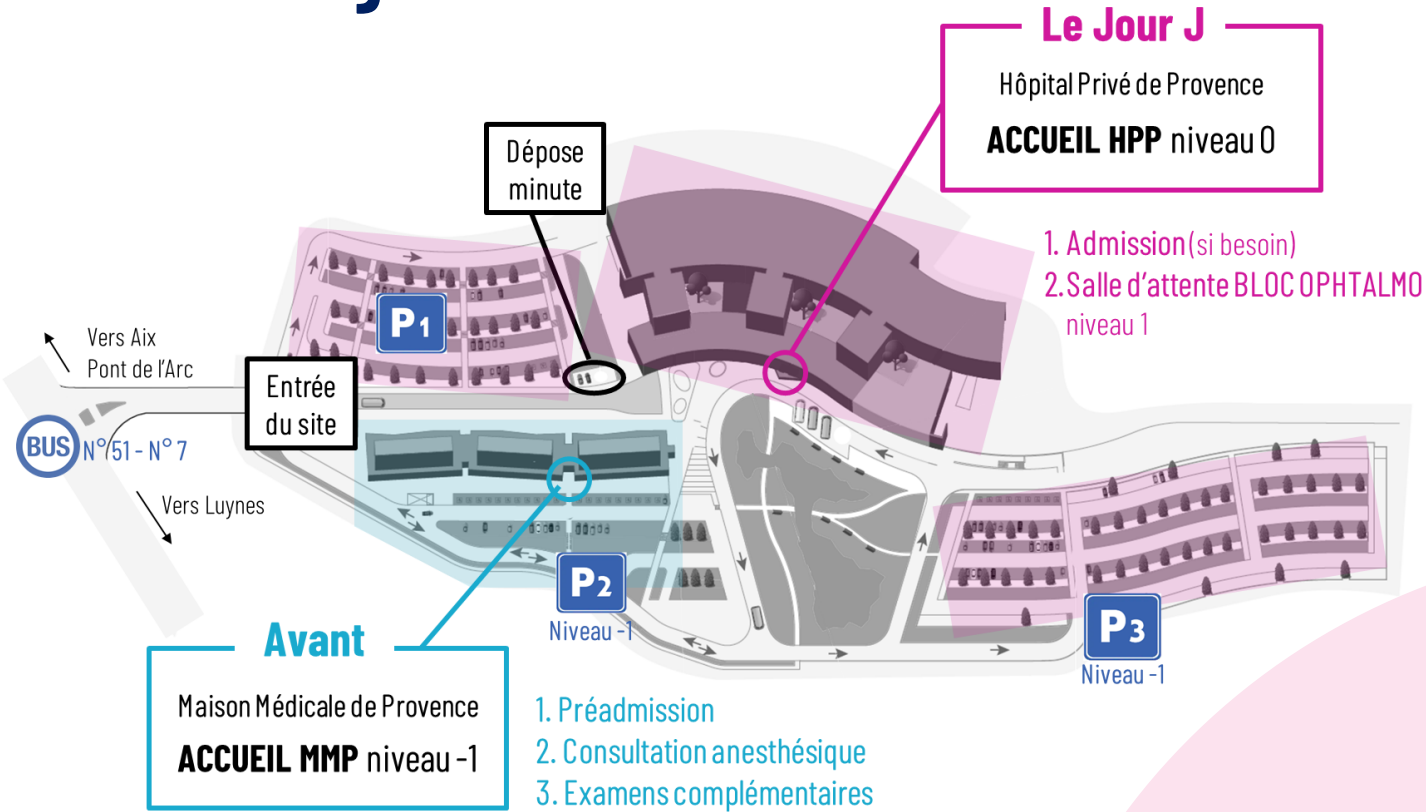 Le Jour J
Hôpital Privé de Provence
ACCUEIL HPP niveau 0
1. Admission (si besoin)
2. Salle d'attente BLOC OPHTALMO
niveau 1
Dépose
minute
P1
Vers Aix
Pont de l'Arc
Entrée
du site
BUS N° 51 - N° 7
Vers Luynes
P2
Niveau -1
P3
Niveau -1
Avant
Maison Médicale de Provence
ACCUEIL MMP niveau -1
1. Préadmission
2. Consultation anesthésique
3. Examens complémentaires